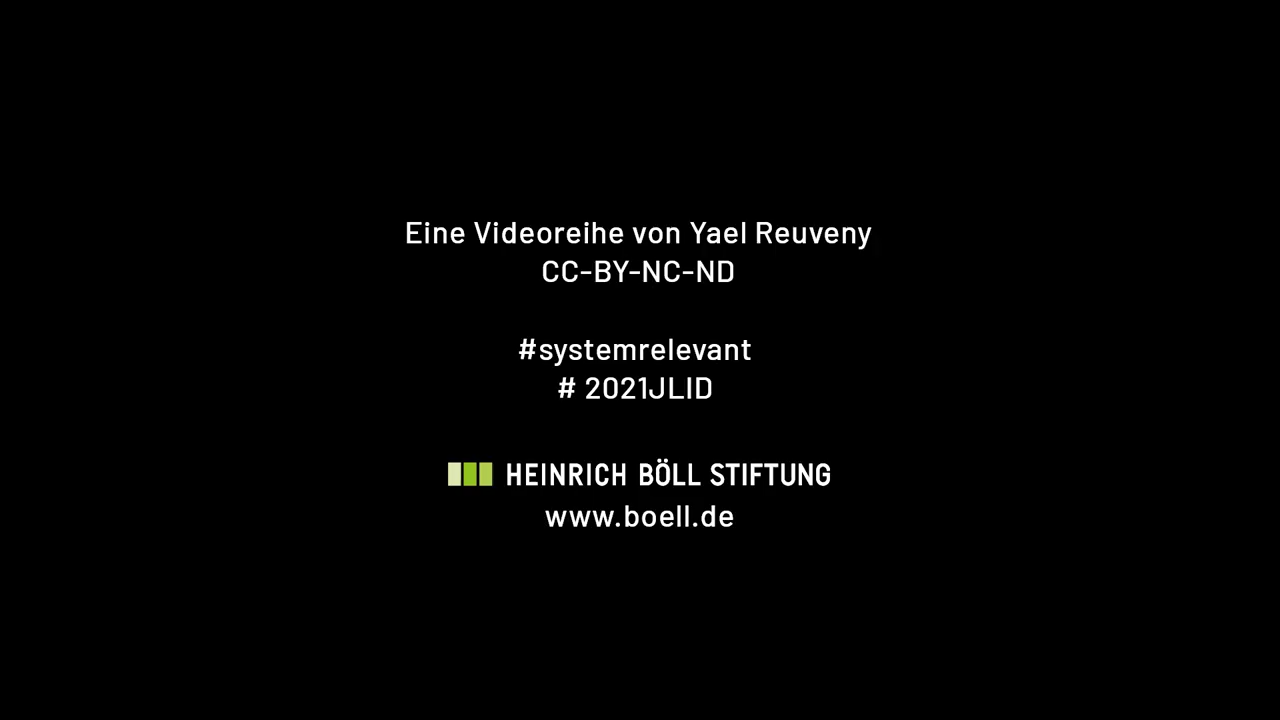 Eine Videoreihe von Yael Reuveny
CC-BY-NC-ND
#systemrelevant
# 2021JLID
HEINRICH BÖLL STIFTUNG
www.boell.de